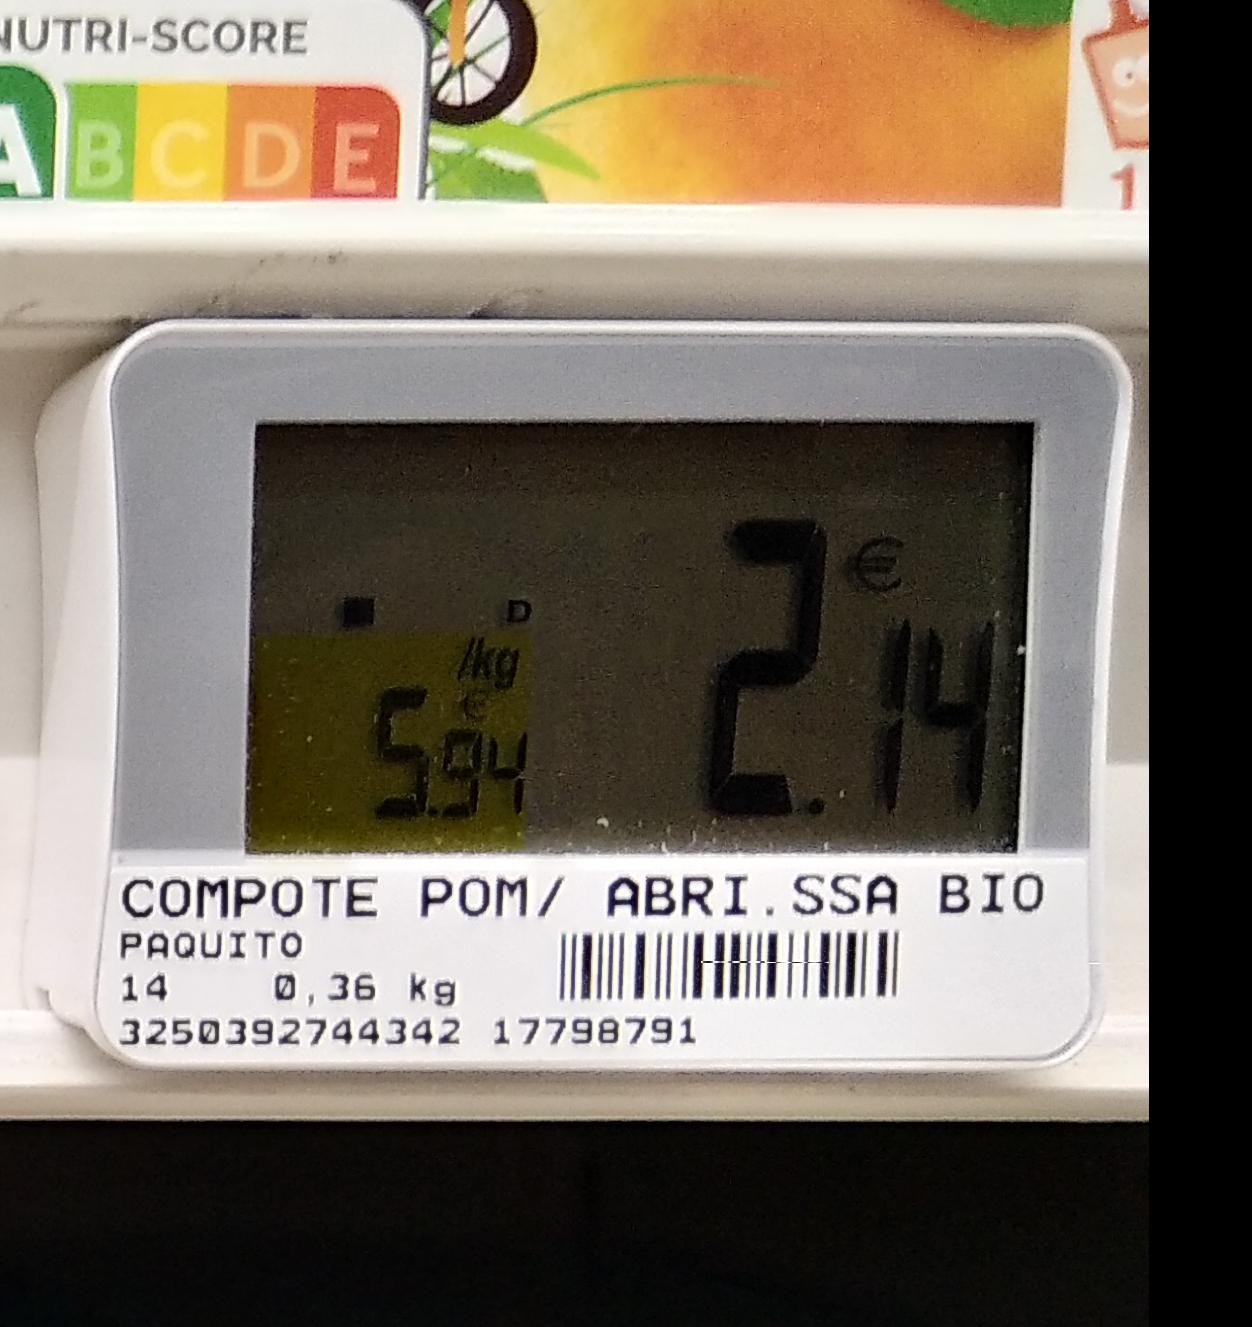 NUTRI-SCORE
A B C D E
1
2.14 €
D
/kg
€
5.94
COMPOTE POM/ ABRI.SSA BIO
PAQUITO
14 0,36 kg
3250392744342 17798791